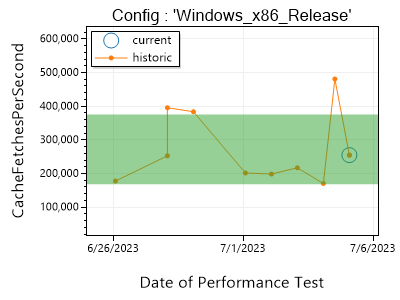 Config : 'Windows_x86_Release'
current
historic
600,000
500,000
400,000
300,000
200,000
100,000
CacheFetchesPerSecond
6/26/2023
7/1/2023
7/6/2023
Date of Performance Test